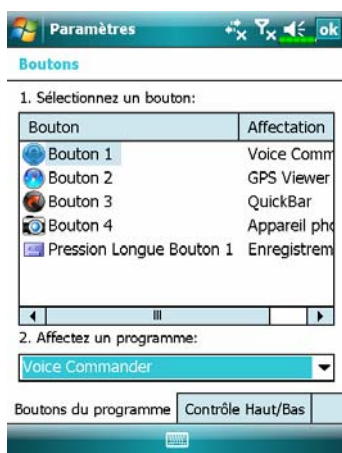 Paramètres
ok
Boutons
1. Sélectionnez un bouton:
Bouton Affectation
Bouton 1 Voice Comm
Bouton 2 GPS Viewer
Bouton 3 QuickBar
Bouton 4 Appareil pho
Pression Longue Bouton 1 Enregistrem
2. Affectez un programme:
Voice Commander
Boutons du programme Contrôle Haut/Bas